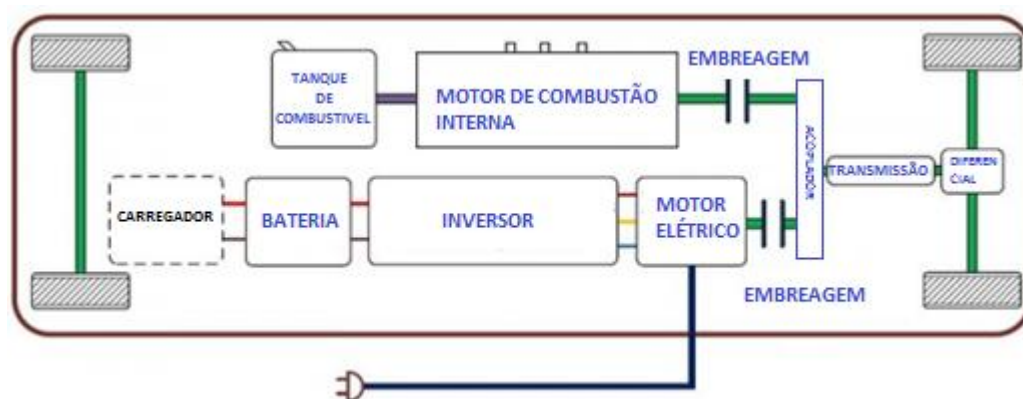 TANQUE
DE
COMBUSTIVEL
MOTOR DE COMBUSTÃO
INTERNA
EMBREAGEM
ACOPLADOR
TRANSMISSÃO
DIFEREN
CIAL
CARREGADOR
BATERIA
INVERSOR
MOTOR
ELÉTRICO
EMBREAGEM